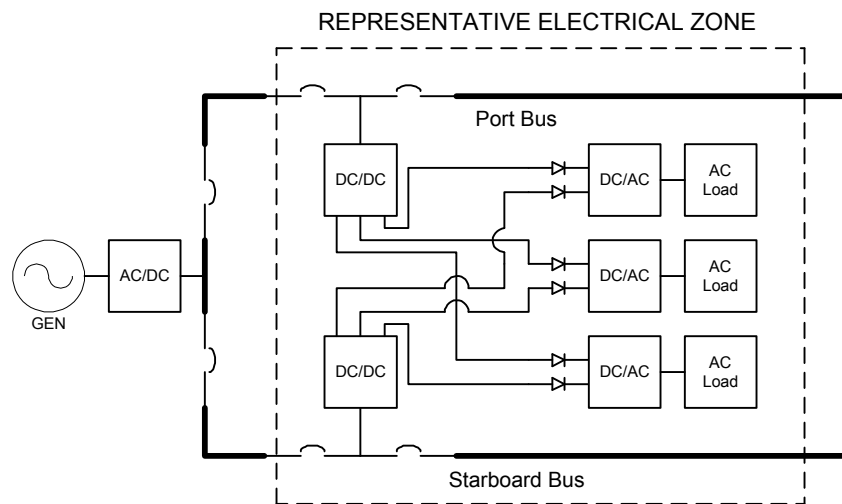 REPRESENTATIVE ELECTRICAL ZONE
Port Bus
DC/DC
DC/AC
AC
Load
GEN
AC/DC
DC/AC
AC
Load
DC/DC
DC/AC
AC
Load
Starboard Bus